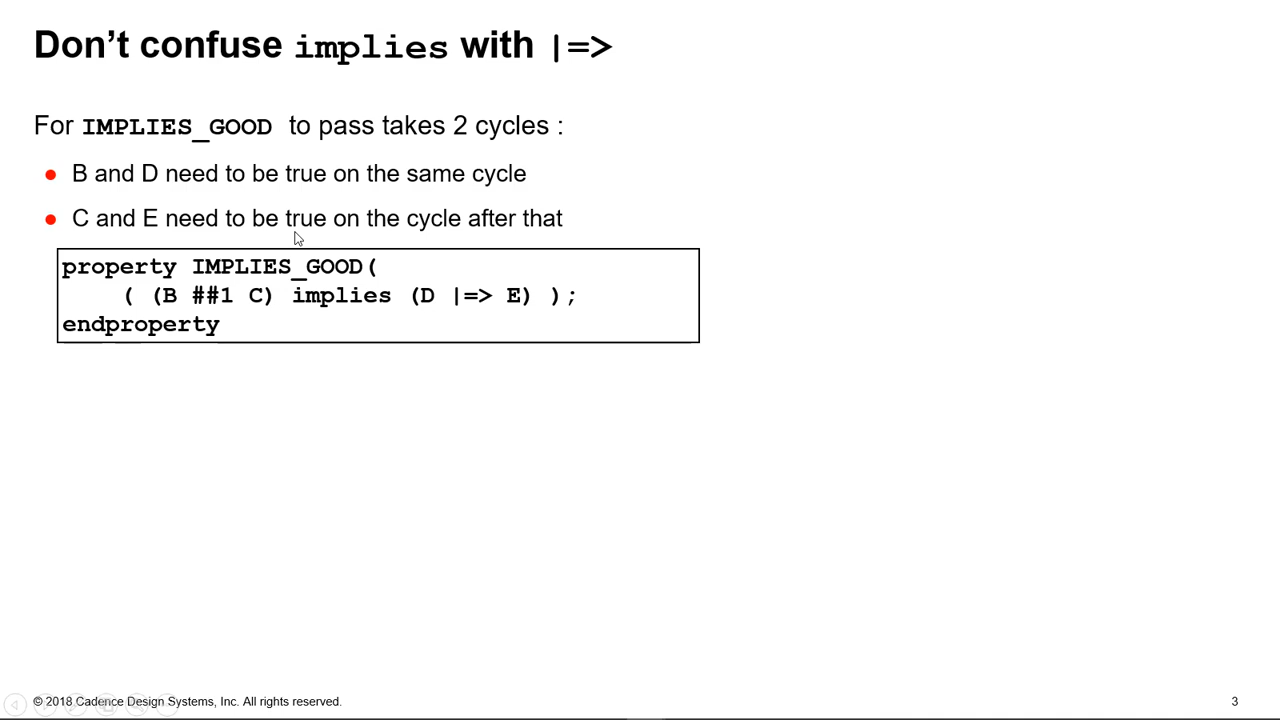 Don't confuse implies with |=>
For IMPLIES_GOOD to pass takes 2 cycles :
● B and D need to be true on the same cycle
● C and E need to be true on the cycle after that
property IMPLIES_GOOD(
( (B ##1 C) implies (D |=> E) );
endproperty
© 2018 Cadence Design Systems, Inc. All rights reserved.
3